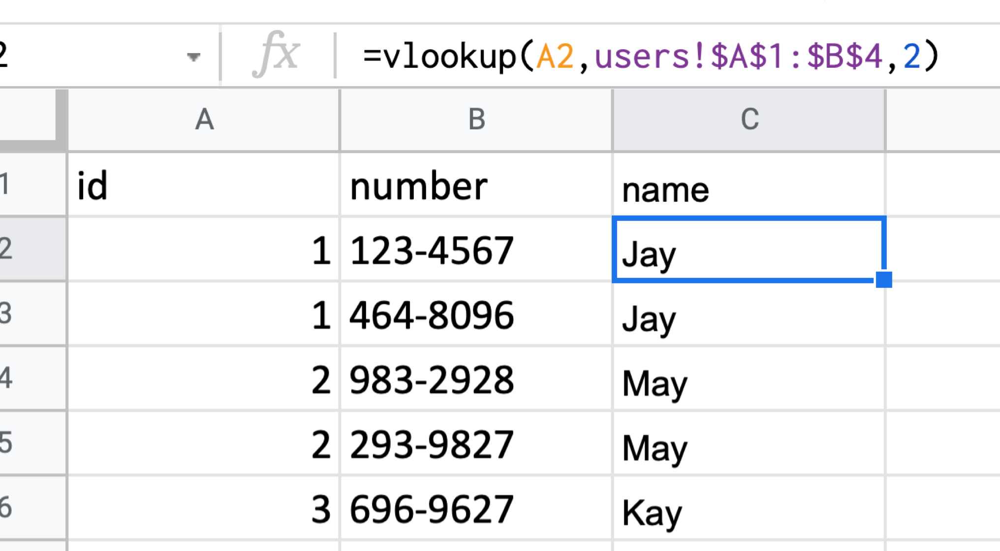 2 fx =vlookup(A2,users!$A$1:$B$4,2)
A B C
1 id number name
2 1 123-4567 Jay
3 1 464-8096 Jay
4 2 983-2928 May
5 2 293-9827 May
6 3 696-9627 Kay